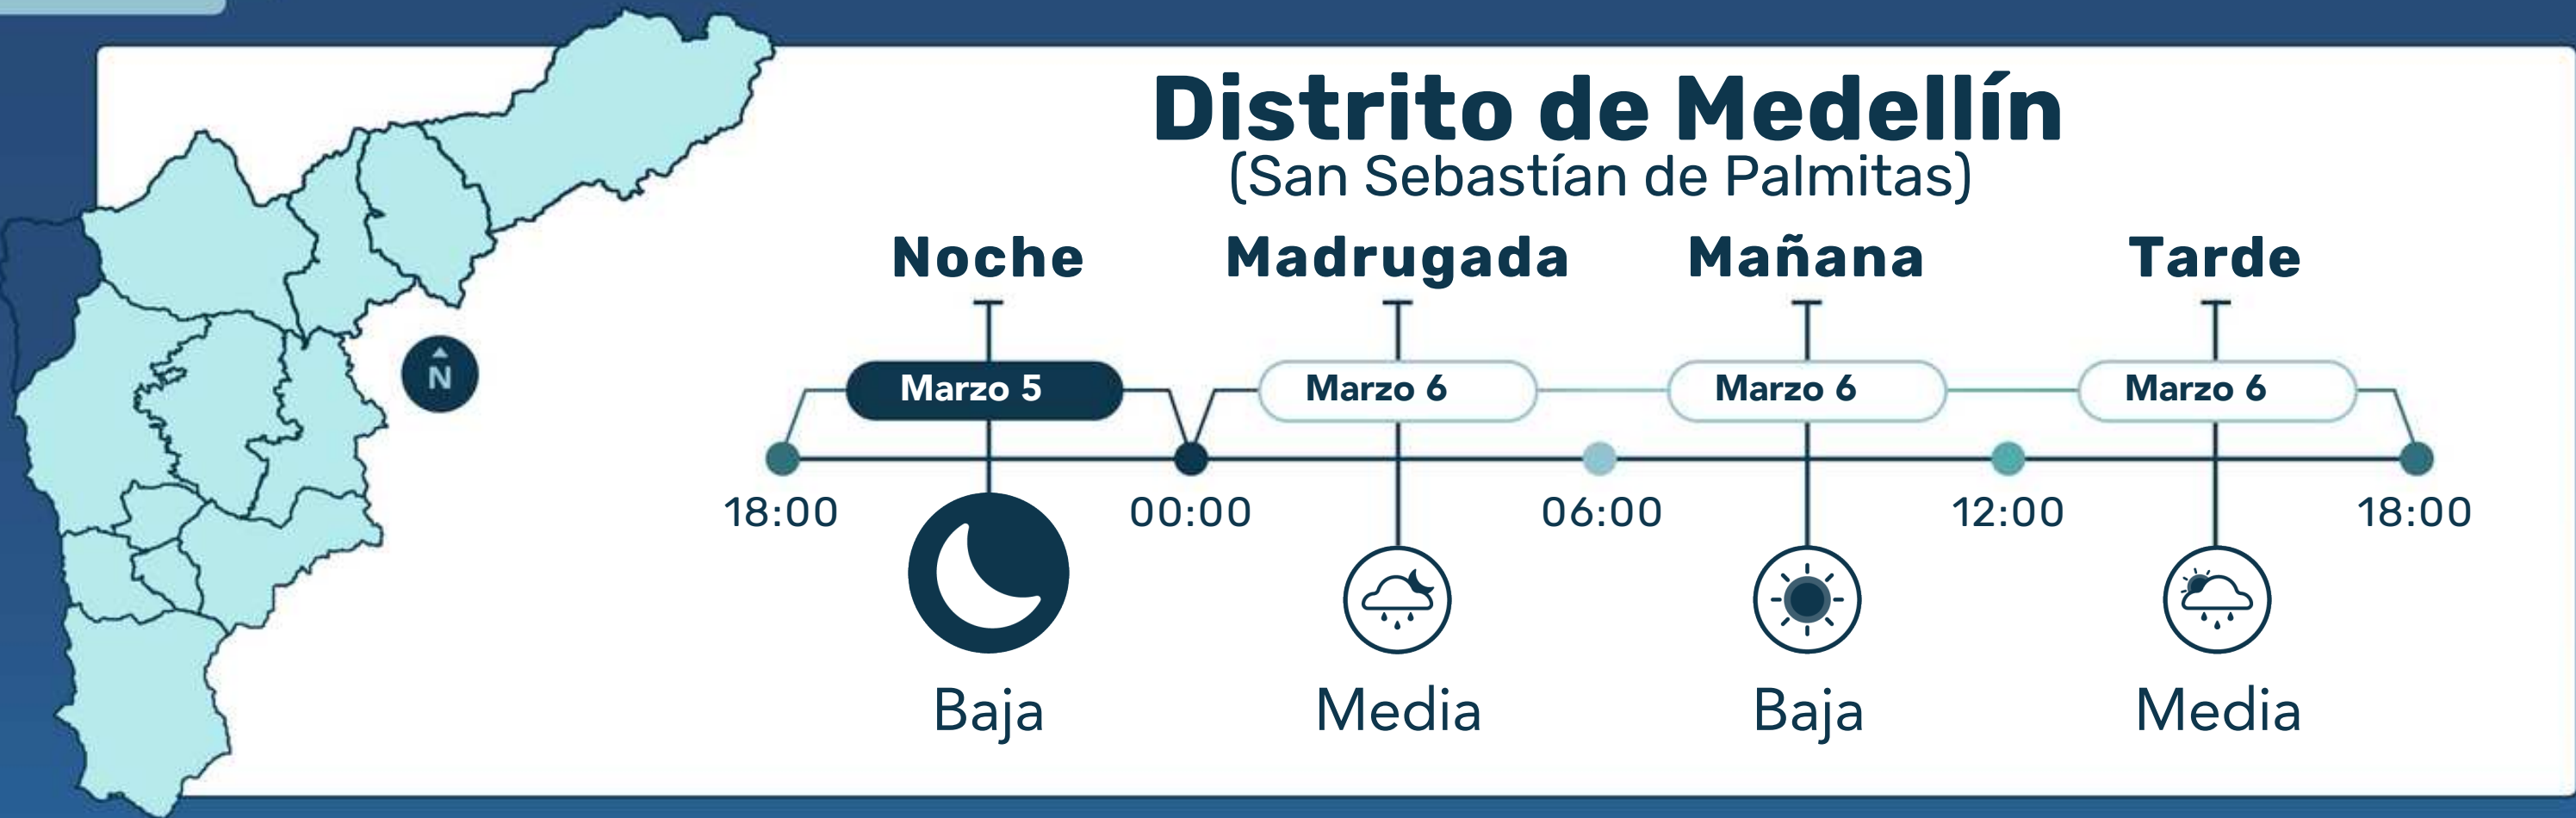 Distrito de Medellín
(San Sebastían de Palmitas)
Noche Madrugada Mañana Tarde
N
Marzo 5 Marzo 6 Marzo 6 Marzo 6
18:00 00:00 06:00 12:00 18:00
Baja Media Baja Media